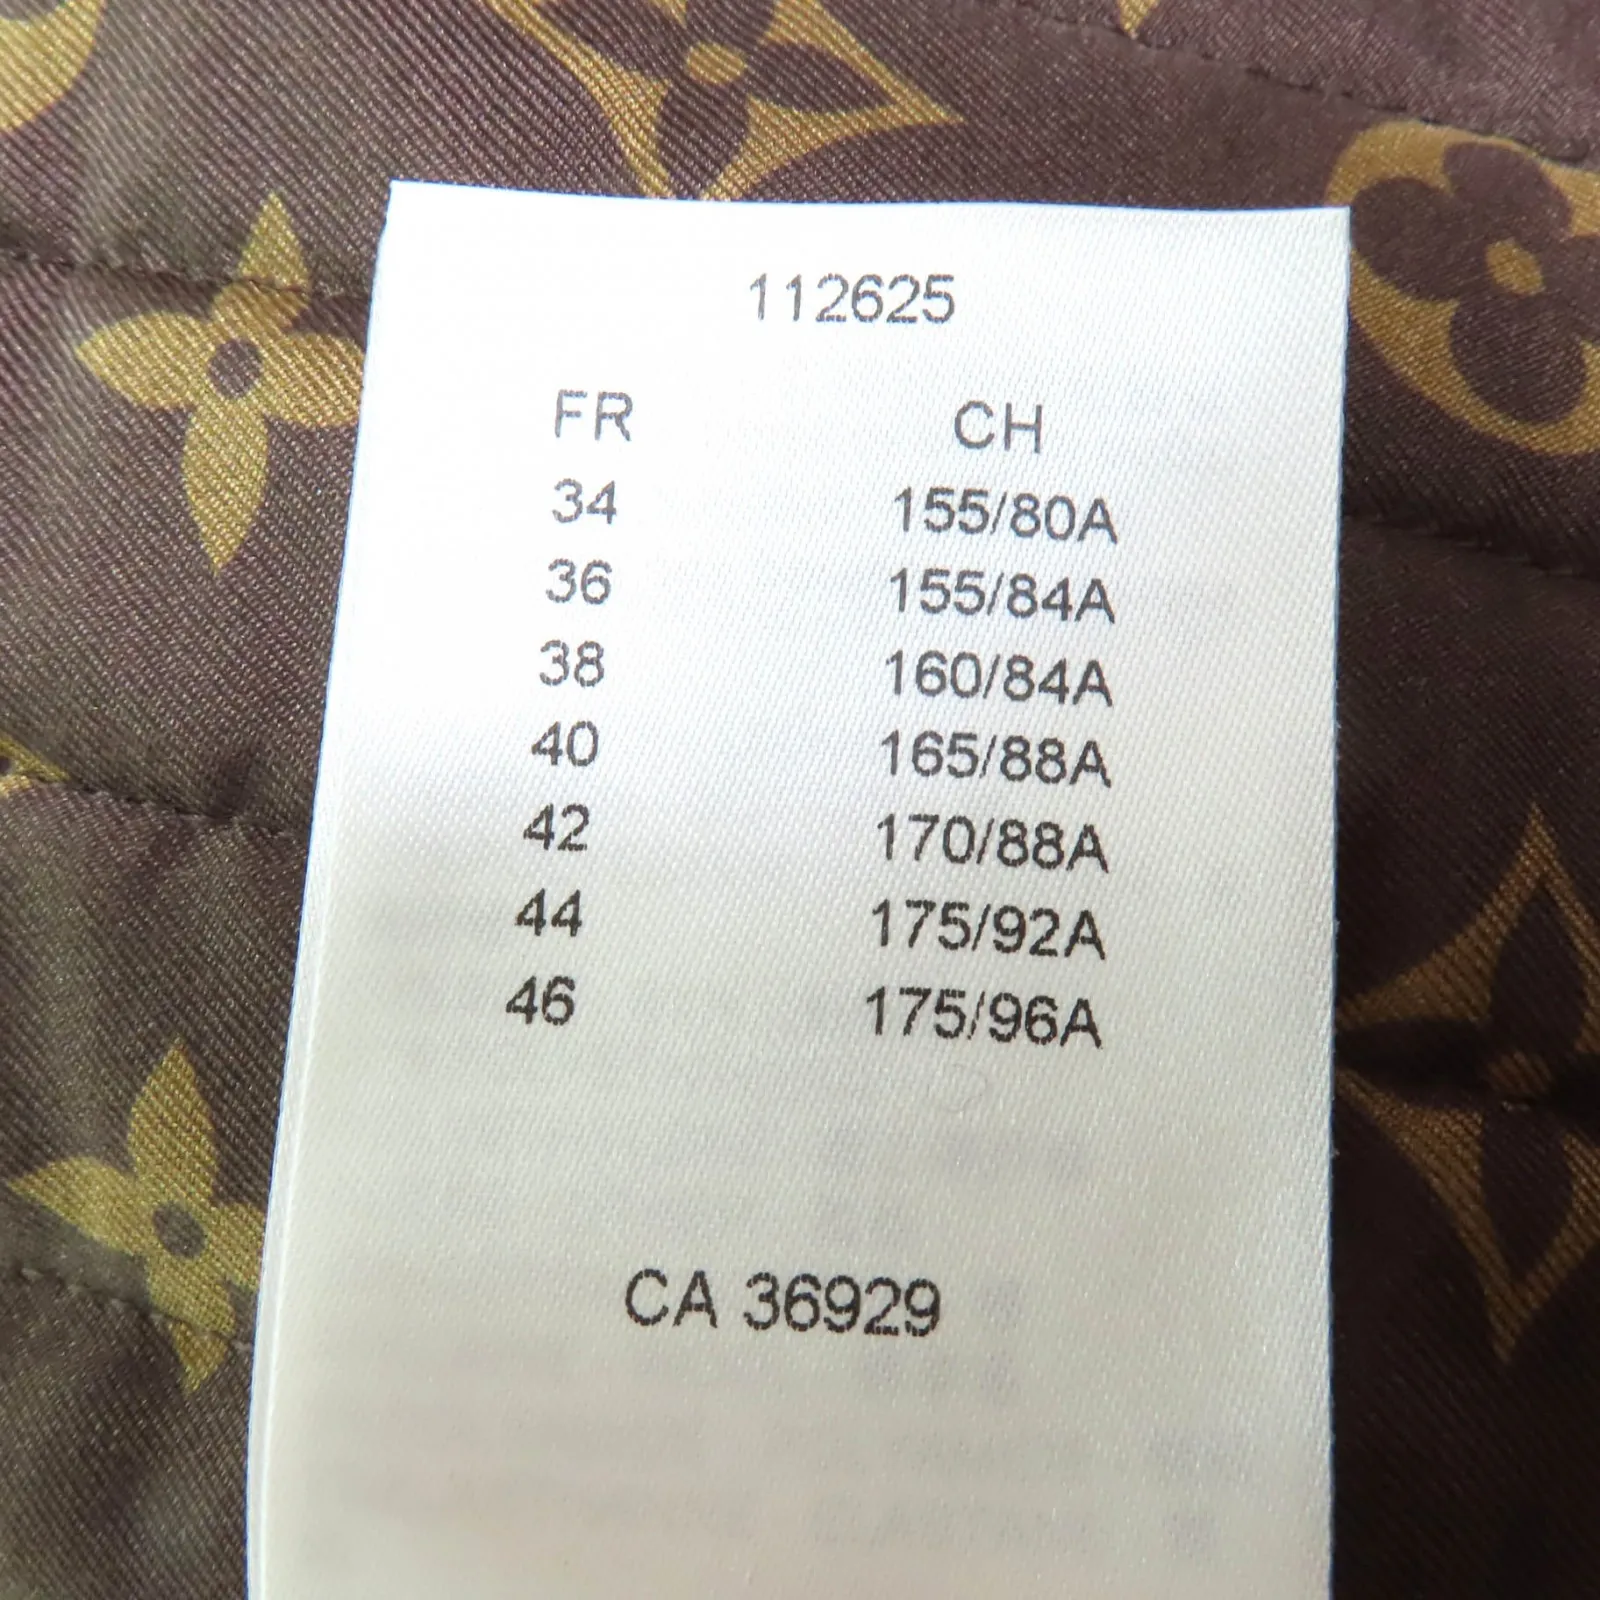 112625
FR CH
34 155/80A
36 155/84A
38 160/84A
40 165/88A
42 170/88A
44 175/92A
46 175/96A
CA 36929